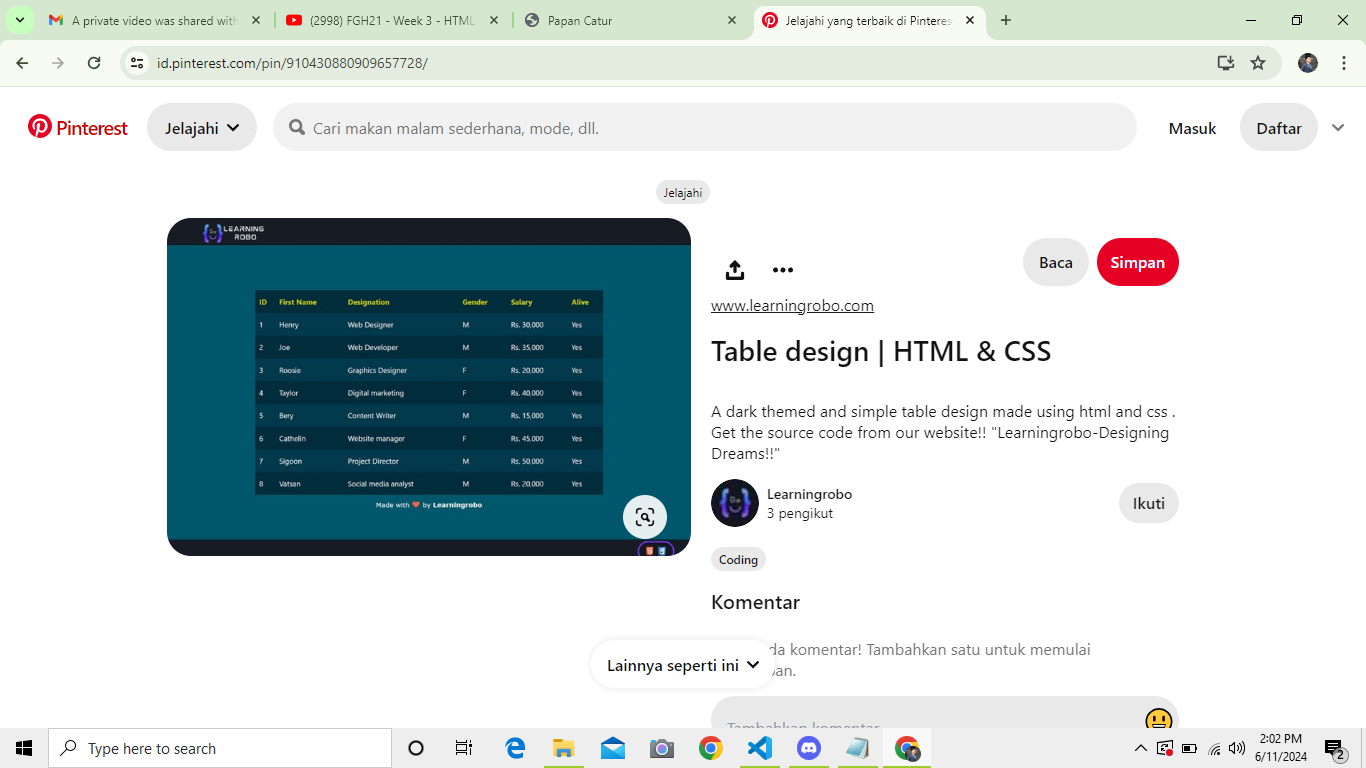 A private video was shared with
(2998) FGH21 - Week 3 - HTML
Papan Catur
Jelajahi yang terbaik di Pinteres
id.pinterest.com/pin/910430880909657728/
Pinterest
Jelajahi
Cari makan malam sederhana, mode, dll.
Masuk
Daftar
Jelajahi
LEARNING
ROBO
ID First Name Designation Gender Salary Alive
1 Henry Web Designer M Rs. 30,000 Yes
2 Joe Web Developer M Rs. 35,000 Yes
3 Roosie Graphics Designer F Rs. 20,000 Yes
4 Taylor Digital marketing F Rs. 40,000 Yes
5 Bery Content Writer M Rs. 15,000 Yes
6 Cathelin Website manager F Rs. 45,000 Yes
7 Sigoon Project Director M Rs. 50,000 Yes
8 Vatsan Social media analyst M Rs. 20,000 Yes
Made with ❤ by Learningrobo
Baca
Simpan
www.learningrobo.com
Table design | HTML & CSS
A dark themed and simple table design made using html and css .
Get the source code from our website!! "Learningrobo-Designing
Dreams!!"
Learningrobo
3 pengikut
Ikuti
Coding
Komentar
da komentar! Tambahkan satu untuk memulai
Lainnya seperti ini
Tambahkan komentar
Type here to search
2:02 PM
6/11/2024
2